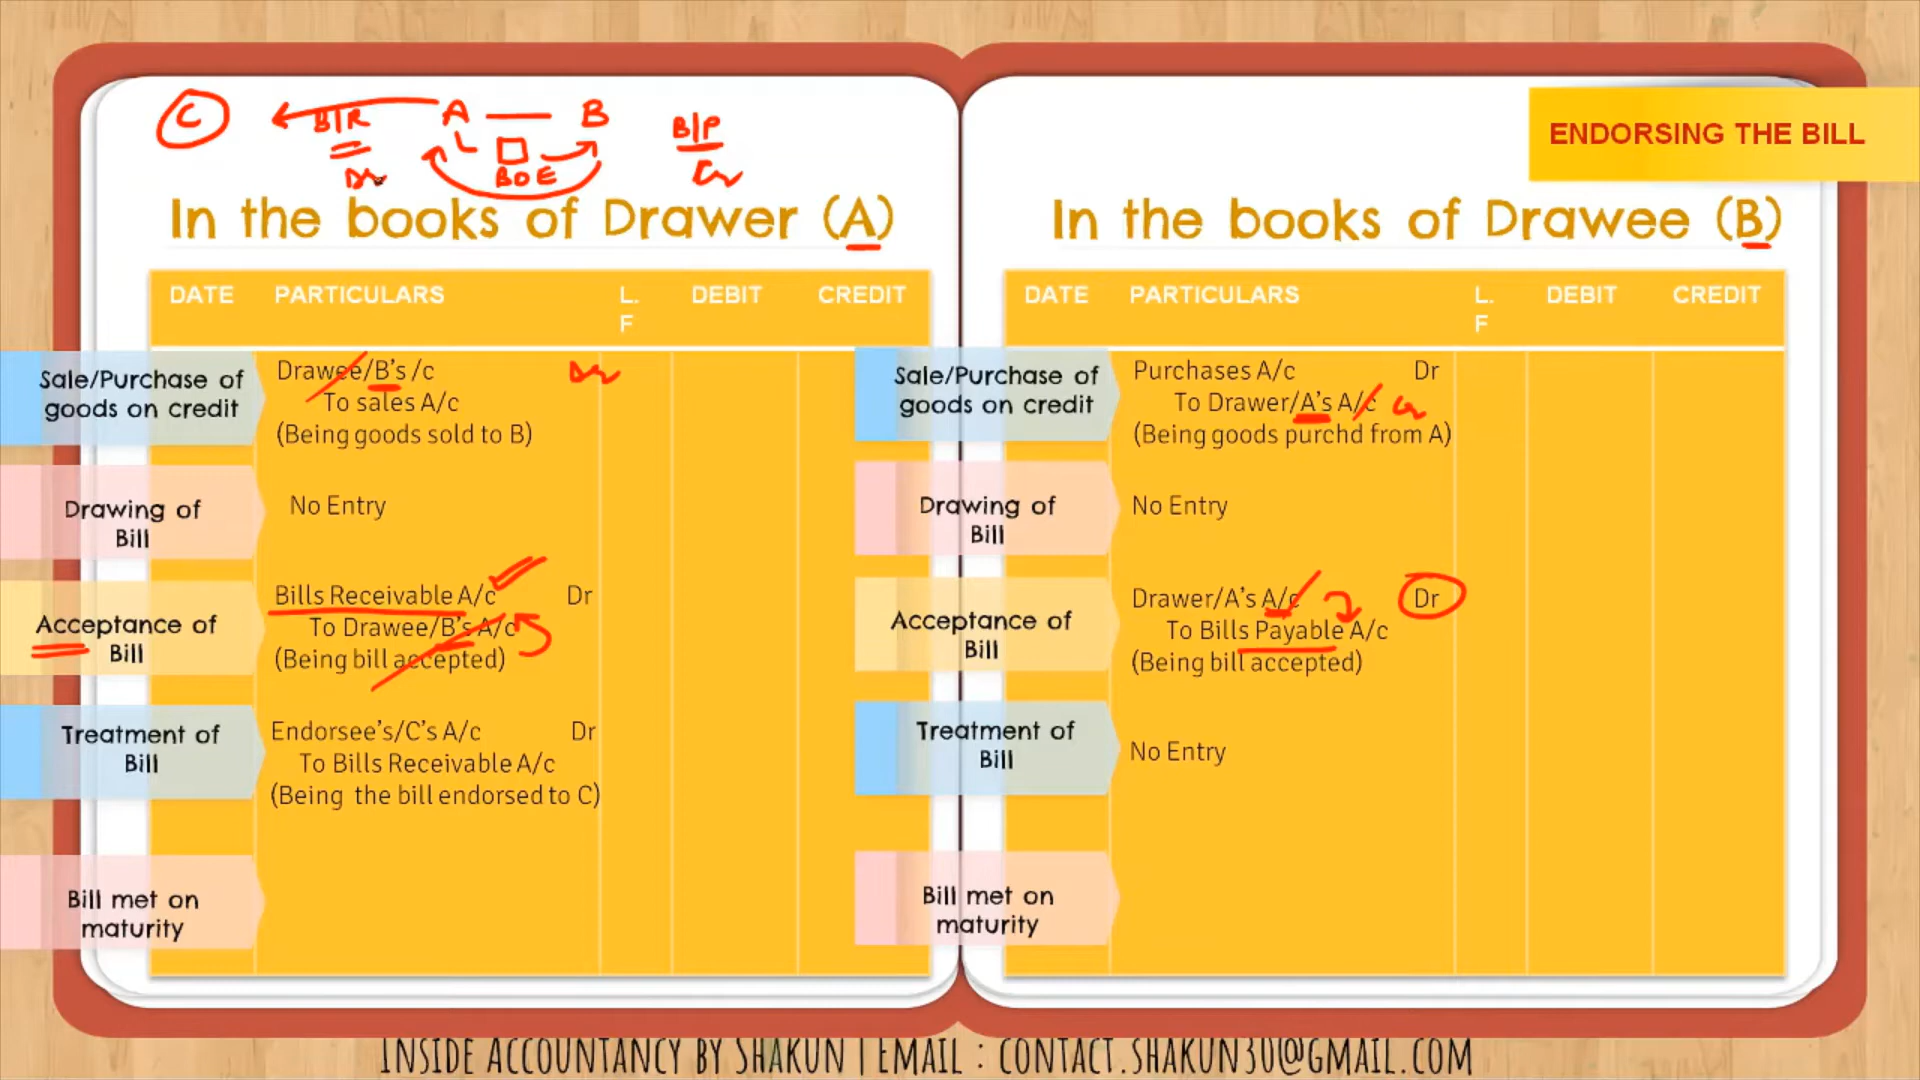 C
B/R
Dr
A
B
BOE
B/P
Cr
ENDORSING THE BILL
In the books of Drawer (A)
DATE PARTICULARS L. F DEBIT CREDIT
Sale/Purchase of
goods on credit
Drawee/B's /c Dr
To sales A/c
(Being goods sold to B)
Drawing of
Bill
No Entry
Acceptance of
Bill
Bills Receivable A/c Dr
To Drawee/B's A/c
(Being bill accepted)
Treatment of
Bill
Endorsee's/C's A/c Dr
To Bills Receivable A/c
(Being the bill endorsed to C)
Bill met on
maturity
In the books of Drawee (B)
DATE PARTICULARS L. F DEBIT CREDIT
Sale/Purchase of
goods on credit
Purchases A/c Dr
To Drawer/A's A/c Cr
(Being goods purchd from A)
Drawing of
Bill
No Entry
Acceptance of
Bill
Drawer/A's A/c Dr
To Bills Payable A/c
(Being bill accepted)
Treatment of
Bill
No Entry
Bill met on
maturity
INSIDE ACCOUNTANCY BY SHAKUN | EMAIL : CONTACT.SHAKUN30@GMAIL.COM